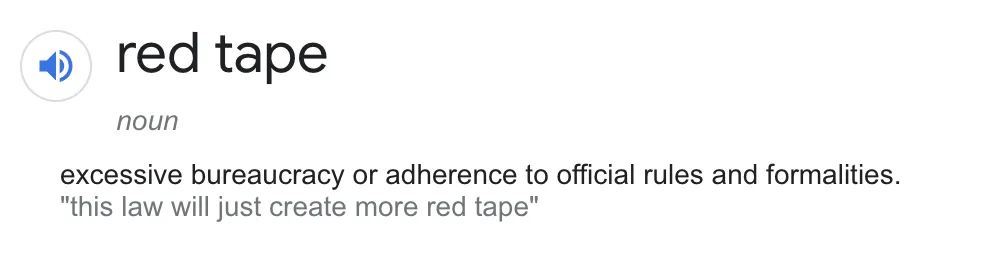 red tape
noun
excessive bureaucracy or adherence to official rules and formalities.
"this law will just create more red tape"